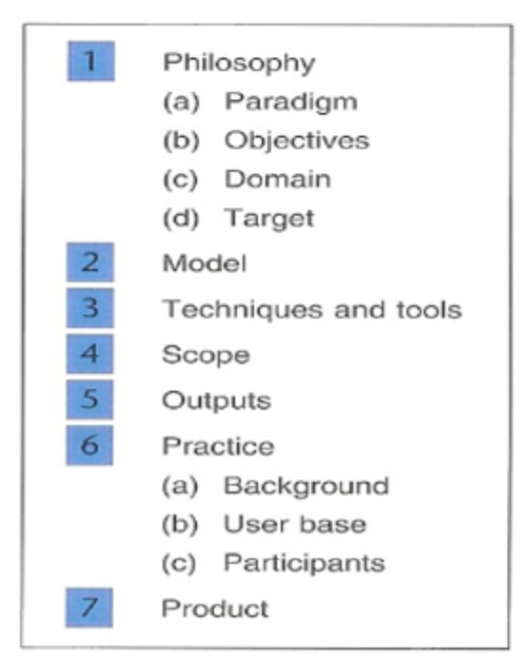 1 Philosophy
(a) Paradigm
(b) Objectives
(c) Domain
(d) Target
2 Model
3 Techniques and tools
4 Scope
5 Outputs
6 Practice
(a) Background
(b) User base
(c) Participants
7 Product